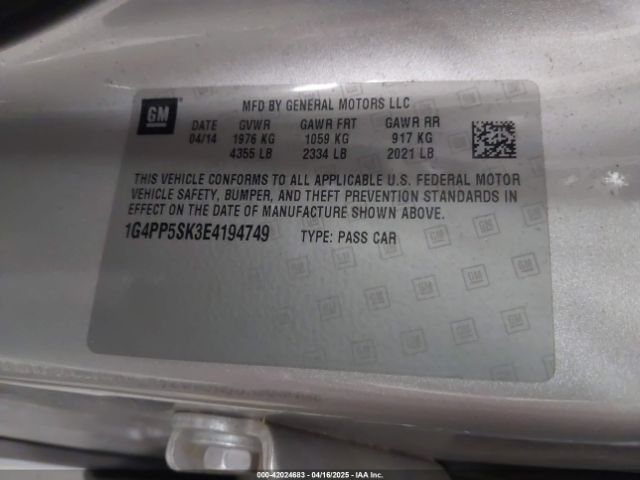 GM
MFD BY GENERAL MOTORS LLC
DATE GVWR GAWR FRT GAWR RR
04/14 1976 KG 1059 KG 917 KG
4355 LB 2334 LB 2021 LB
THIS VEHICLE CONFORMS TO ALL APPLICABLE U.S. FEDERAL MOTOR
VEHICLE SAFETY, BUMPER, AND THEFT PREVENTION STANDARDS IN
EFFECT ON THE DATE OF MANUFACTURE SHOWN ABOVE.
1G4PP5SK3E4194749 TYPE: PASS CAR
000-42024683 - 04/16/2025 - IAA Inc.